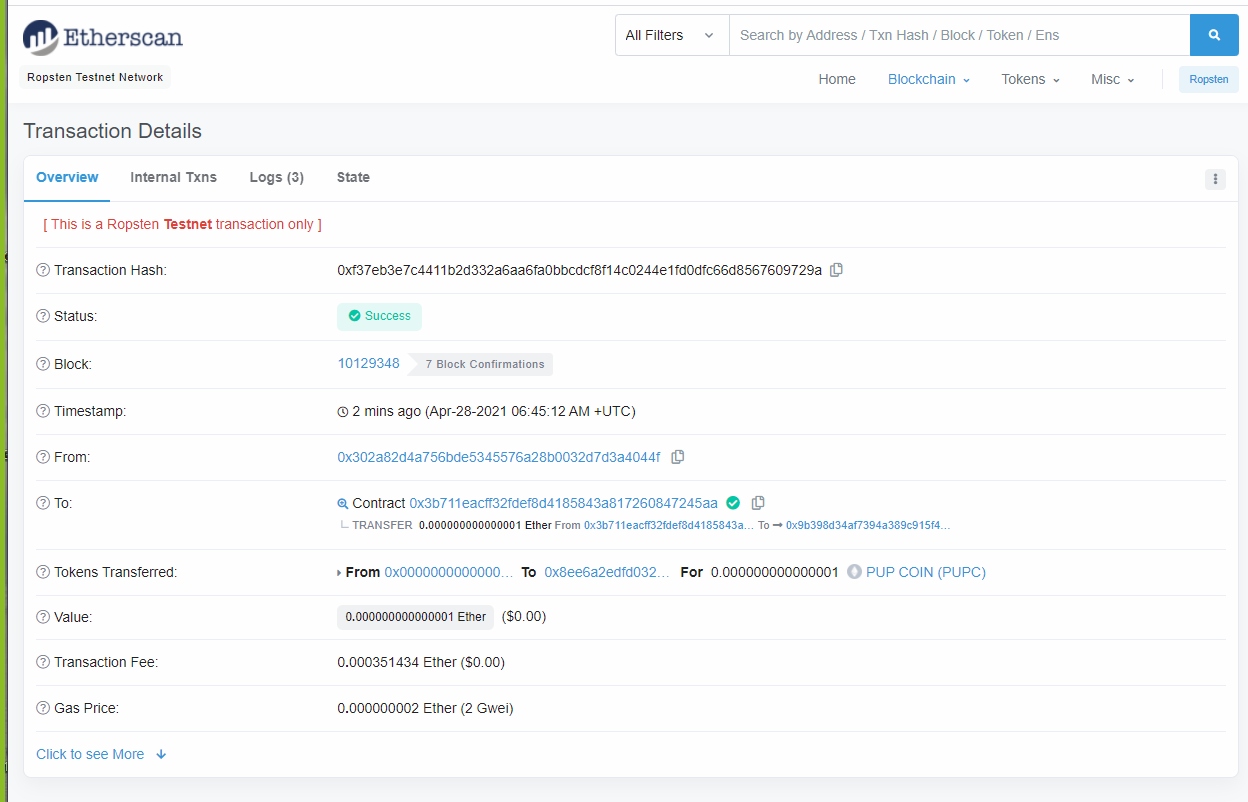 Etherscan
All Filters
Search by Address / Txn Hash / Block / Token / Ens
Ropsten Testnet Network
Home
Blockchain
Tokens
Misc
Ropsten
Transaction Details
Overview
Internal Txns
Logs (3)
State
[ This is a Ropsten Testnet transaction only ]
Transaction Hash:
0xf37eb3e7c4411b2d332a6aa6fa0bbcdcf8f14c0244e1fd0dfc66d8567609729a
Status:
Success
Block:
10129348
7 Block Confirmations
Timestamp:
2 mins ago (Apr-28-2021 06:45:12 AM +UTC)
From:
0x302a82d4a756bde5345576a28b0032d7d3a4044f
To:
Contract 0x3b711eacff32fdef8d4185843a817260847245aa
TRANSFER 0.000000000000001 Ether From 0x3b711eacff32fdef8d4185843a... To 0x9b398d34af7394a389c915f4...
Tokens Transferred:
From 0x0000000000000... To 0x8ee6a2edfd032... For 0.000000000000001 PUP COIN (PUPC)
Value:
0.000000000000001 Ether ($0.00)
Transaction Fee:
0.000351434 Ether ($0.00)
Gas Price:
0.000000002 Ether (2 Gwei)
Click to see More